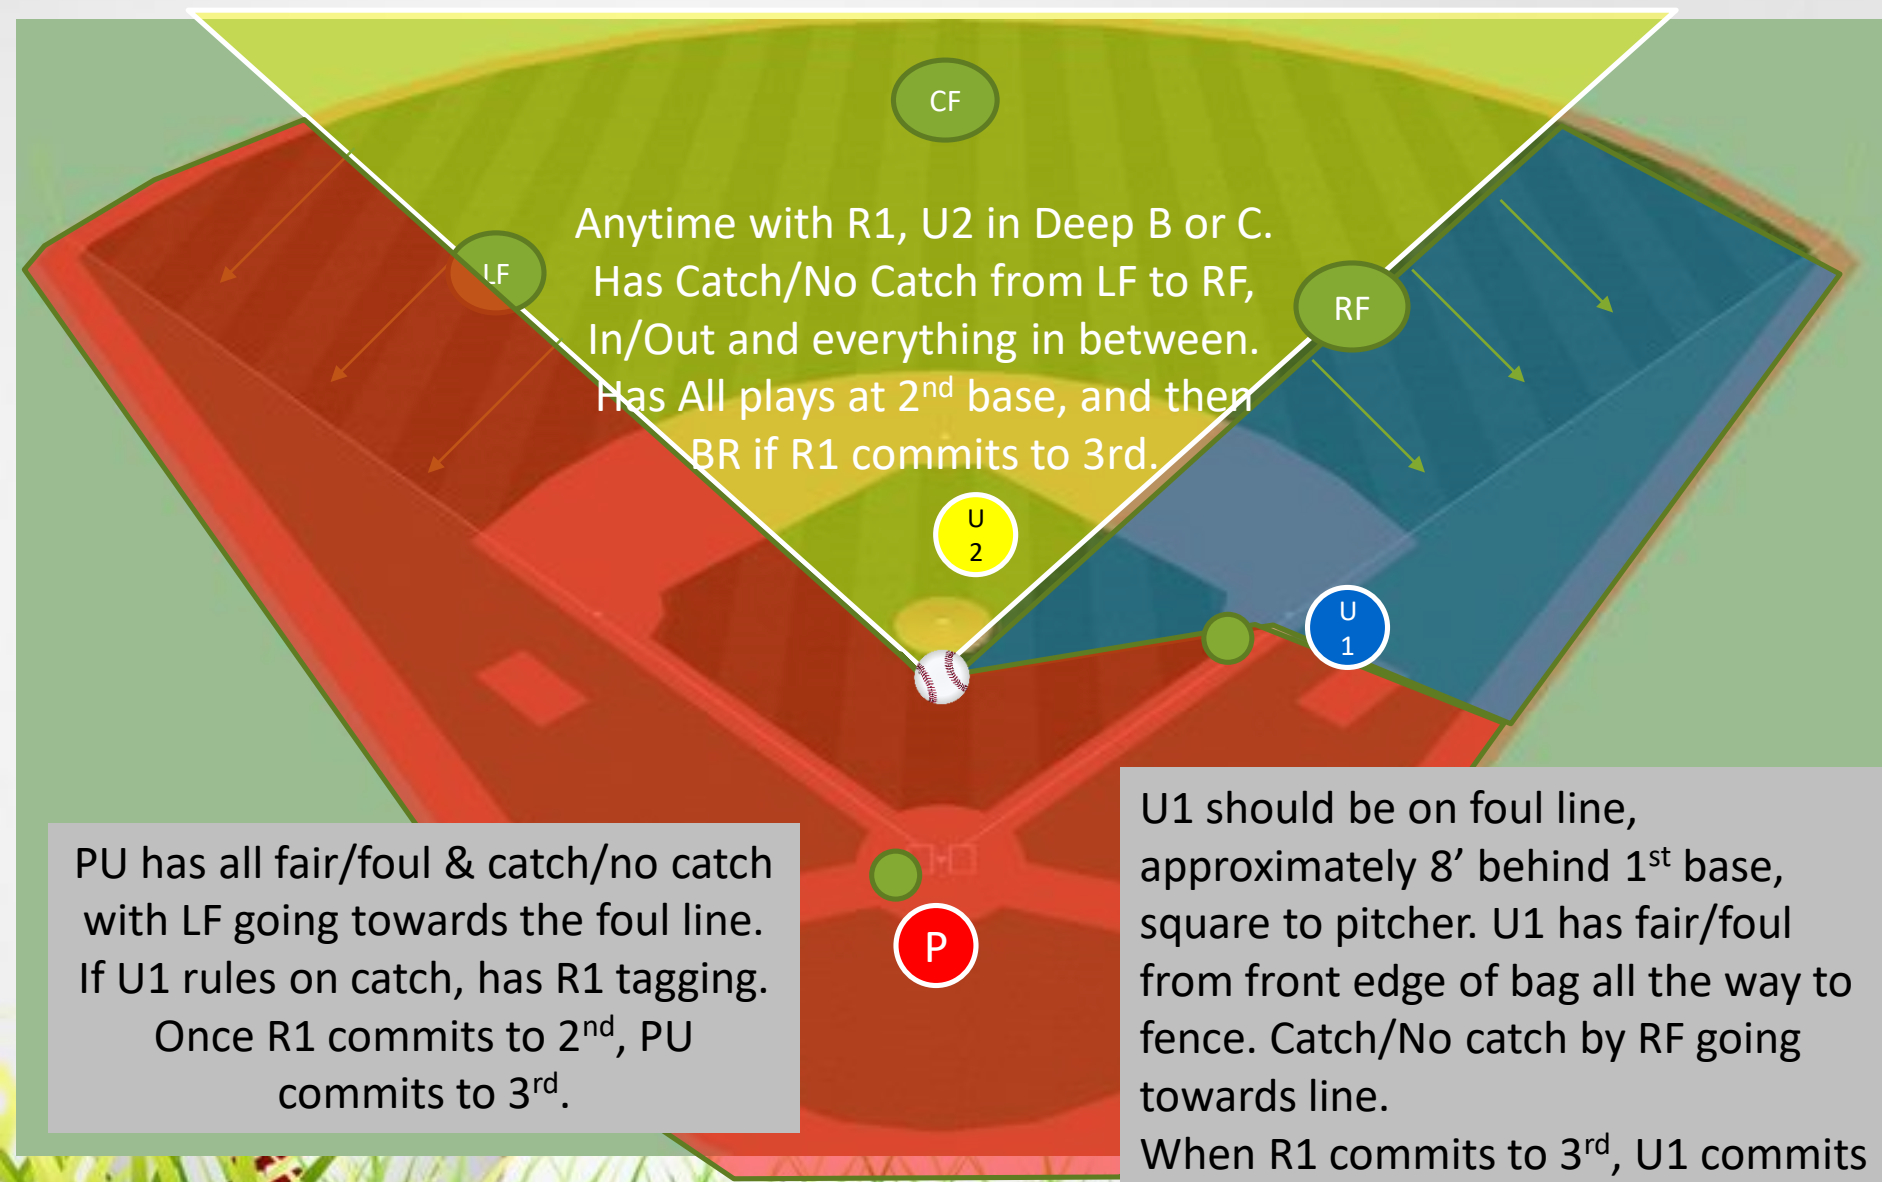 CF
LF
RF
Anytime with R1, U2 in Deep B or C.
Has Catch/No Catch from LF to RF,
In/Out and everything in between.
Has All plays at 2nd base, and then
BR if R1 commits to 3rd.
U
2
U
1
P
PU has all fair/foul & catch/no catch
with LF going towards the foul line.
If U1 rules on catch, has R1 tagging.
Once R1 commits to 2nd, PU
commits to 3rd.
U1 should be on foul line,
approximately 8’ behind 1st base,
square to pitcher. U1 has fair/foul
from front edge of bag all the way to
fence. Catch/No catch by RF going
towards line.
When R1 commits to 3rd, U1 commits